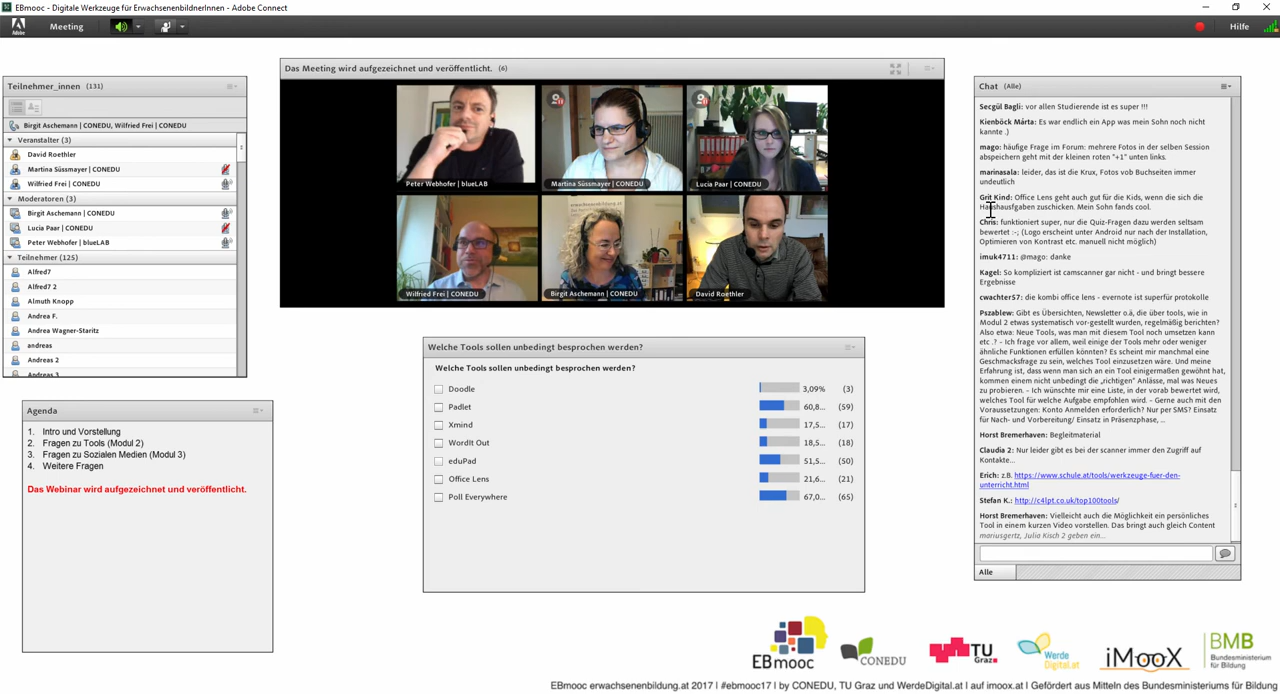 EBmooc - Digitale Werkzeuge für ErwachsenenbildnerInnen - Adobe Connect
Adobe
Meeting
Hilfe
Teilnehmer_innen (131)
Birgit Aschemann | CONEDU, Wilfried Frei | CONEDU
Veranstalter (3)
David Roethler
Martina Süssmayer | CONEDU
Wilfried Frei | CONEDU
Moderatoren (3)
Birgit Aschemann | CONEDU
Lucia Paar | CONEDU
Peter Webhofer | blueLAB
Teilnehmer (125)
Alfred7
Alfred7 2
Almuth Knopp
Andrea F.
Andrea Wagner-Staritz
andreas
Andreas 2
Andreas 3
Agenda
1. Intro und Vorstellung
2. Fragen zu Tools (Modul 2)
3. Fragen zu Sozialen Medien (Modul 3)
4. Weitere Fragen
Das Webinar wird aufgezeichnet und veröffentlicht.
Das Meeting wird aufgezeichnet und veröffentlicht. (6)
Peter Webhofer | blueLAB
Martina Süssmayer | CONEDU
Lucia Paar | CONEDU
Wilfried Frei | CONEDU
Birgit Aschemann | CONEDU
David Roethler
Welche Tools sollen unbedingt besprochen werden?
Welche Tools sollen unbedingt besprochen werden?
Doodle 3,09% (3)
Padlet 60,8... (59)
Xmind 17,5... (17)
WordIt Out 18,5... (18)
eduPad 51,5... (50)
Office Lens 21,6... (21)
Poll Everywhere 67,0... (65)
Chat (Alle)
Secgül Bagli: vor allen Studierende ist es super !!!
Kienböck Márta: Es war endlich ein App was mein Sohn noch nicht
kannte .)
mago: häufige Frage im Forum: mehrere Fotos in der selben Session
abspeichern geht mit der kleinen roten "+1" unten links.
marinasala: leider, das ist die Krux, Fotos vob Buchseiten immer
undeutlich
Grit Kind: Office Lens geht auch gut für die Kids, wenn die sich die
Hausaufgaben zuschicken. Mein Sohn fands cool.
Chris: funktioniert super, nur die Quiz-Fragen dazu werden seltsam
bewertet :-; (Logo erscheint unter Android nur nach der Installation,
Optimieren von Kontrast etc. manuell nicht möglich)
imuk4711: @mago: danke
Kagel: So kompliziert ist camscanner gar nicht - und bringt bessere
Ergebnisse
cwachter57: die kombi office lens - evernote ist superfür protokolle
Pszablew: Gibt es Übersichten, Newsletter o.ä, die über tools, wie in
Modul 2 etwas systematisch vor-gestellt wurden, regelmäßig berichten?
Also etwa: Neue Tools, was man mit diesem Tool noch umsetzen kann
etc .? - Ich frage vor allem, weil einige der Tools mehr oder weniger
ähnliche Funktionen erfüllen könnten? Es scheint mir manchmal eine
Geschmacksfrage zu sein, welches Tool einzusetzen wäre. Und meine
Erfahrung ist, dass wenn man sich an ein Tool einigermaßen gewöhnt hat,
kommen einem nicht unbedingt die „richtigen" Anlässe, mal was Neues
zu probieren. - Ich wünschte mir eine Liste, in der vorab bewertet wird,
welches Tool für welche Aufgabe empfohlen wird. - Gerne auch mit den
Voraussetzungen: Konto Anmelden erforderlich? Nur per SMS? Einsatz
für Nach- und Vorbereitung/ Einsatz in Präsenzphase, ..
Horst Bremerhaven: Begleitmaterial
Claudia 2: Nur leider gibt es bei der scanner immer den Zugriff auf
Kontakte...
Erich: z.B. https://www.schule.at/tools/werkzeuge-fuer-den-
unterricht.html
Stefan K.: http://c4lpt.co.uk/top100tools/
Horst Bremerhaven: Vielleicht auch die Möglichkeit ein persönliches
Tool in einem kurzen Video vorstellen. Das bringt auch gleich Content
mariusgertz, Julia Kisch 2 geben ein...
Alle
EBmooc
CONEDU
TU
Graz
Werde
Digital.at
iMooX
BMB
Bundesministerium
für Bildung
EBmooc erwachsenenbildung.at 2017 | #ebmooc17 | by CONEDU, TU Graz und WerdeDigital.at | auf imoox.at | Gefördert aus Mitteln des Bundesministeriums für Bildung